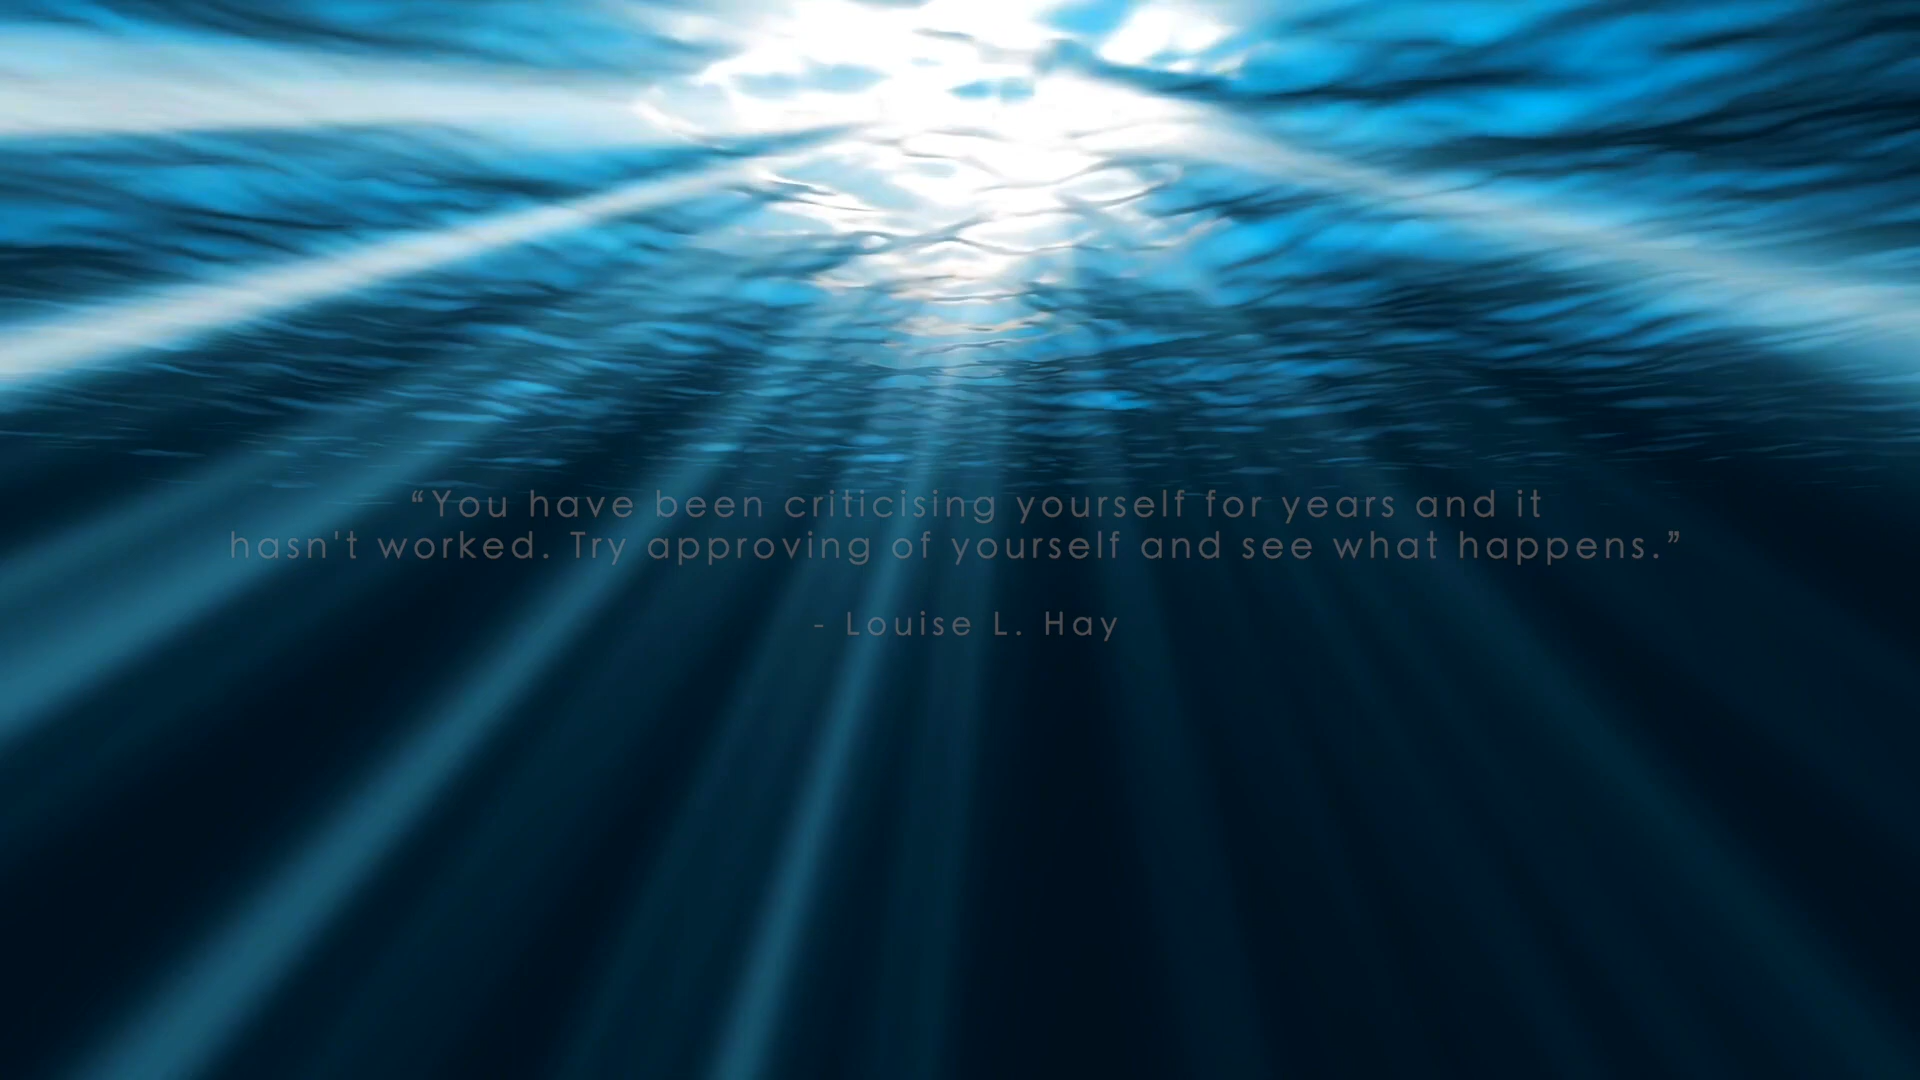 “You have been criticising yourself for years and it
hasn't worked. Try approving of yourself and see what happens.”
- Louise L. Hay